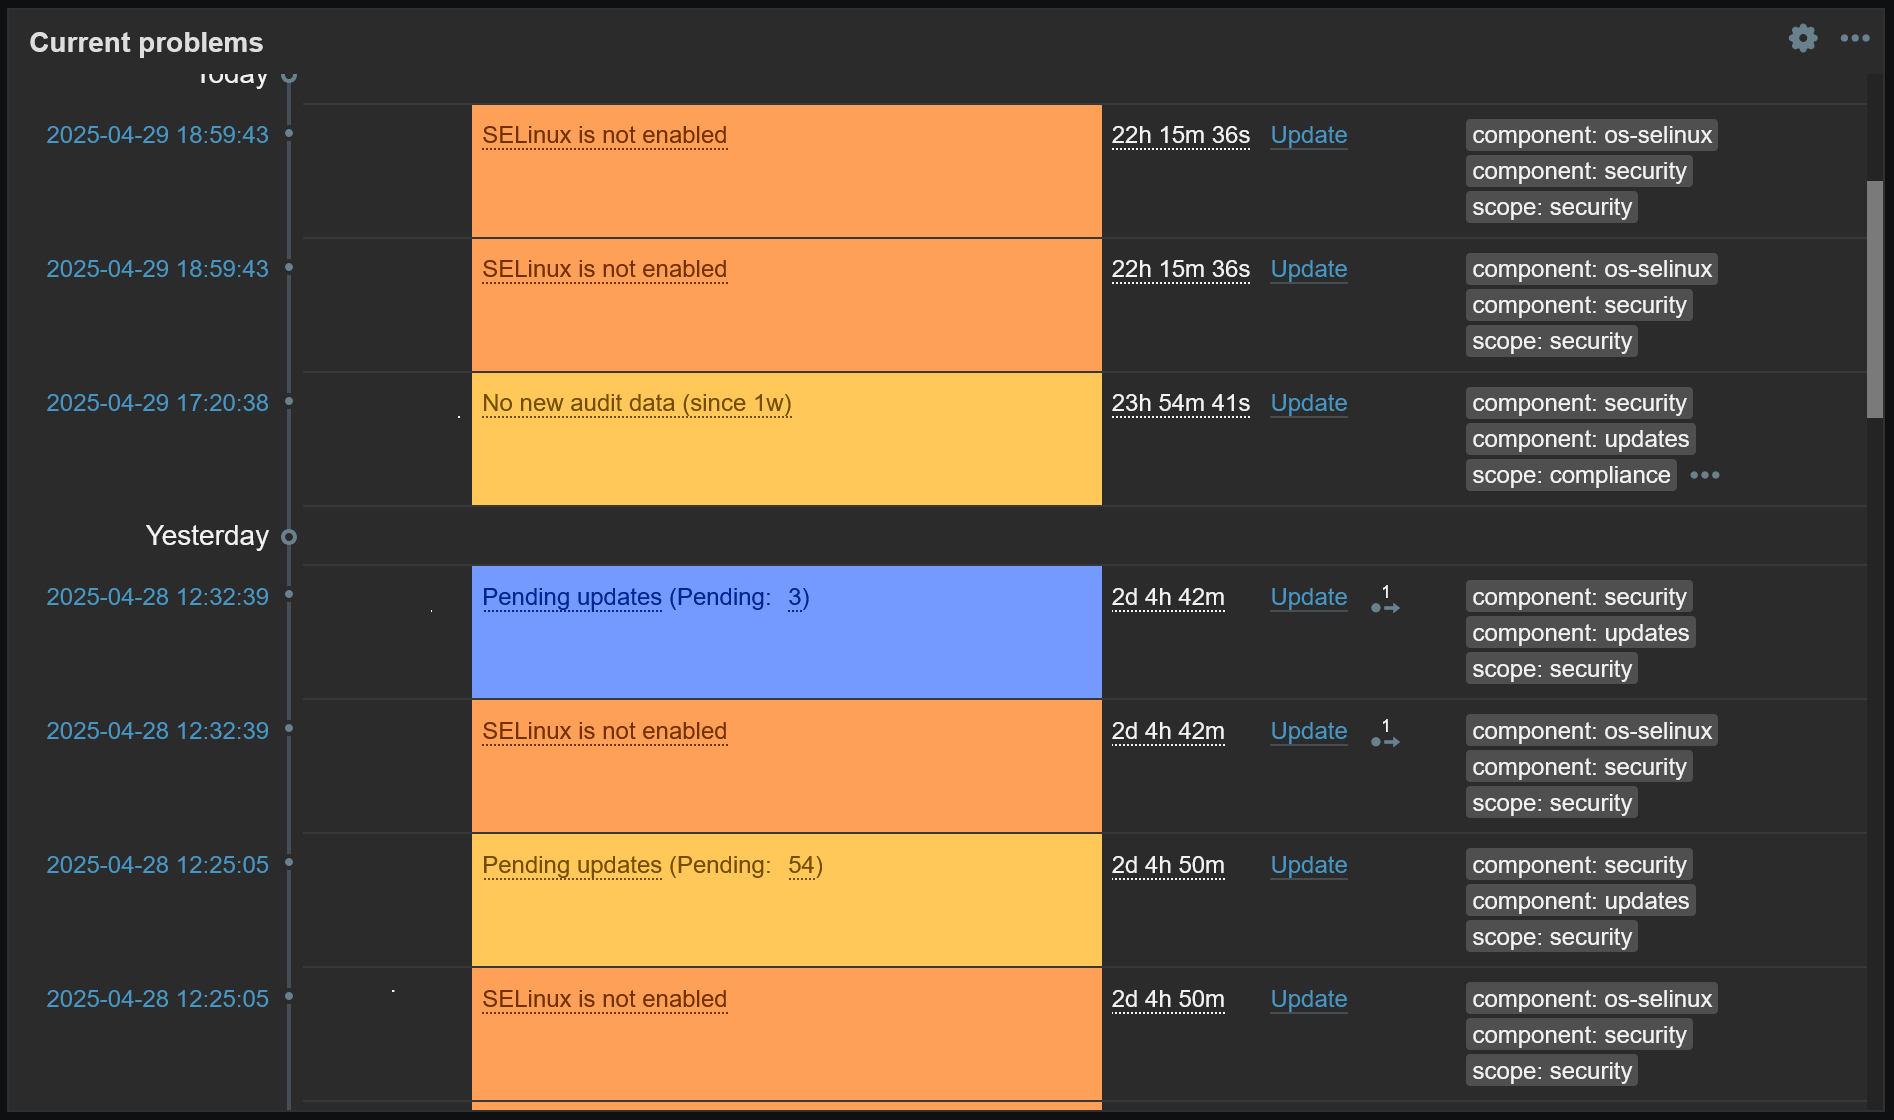 Current problems
Today
2025-04-29 18:59:43 SELinux is not enabled 22h 15m 36s Update component: os-selinux
component: security
scope: security
2025-04-29 18:59:43 SELinux is not enabled 22h 15m 36s Update component: os-selinux
component: security
scope: security
2025-04-29 17:20:38 No new audit data (since 1w) 23h 54m 41s Update component: security
component: updates
scope: compliance
Yesterday
2025-04-28 12:32:39 Pending updates (Pending: 3) 2d 4h 42m Update 1 component: security
component: updates
scope: security
2025-04-28 12:32:39 SELinux is not enabled 2d 4h 42m Update 1 component: os-selinux
component: security
scope: security
2025-04-28 12:25:05 Pending updates (Pending: 54) 2d 4h 50m Update component: security
component: updates
scope: security
2025-04-28 12:25:05 SELinux is not enabled 2d 4h 50m Update component: os-selinux
component: security
scope: security